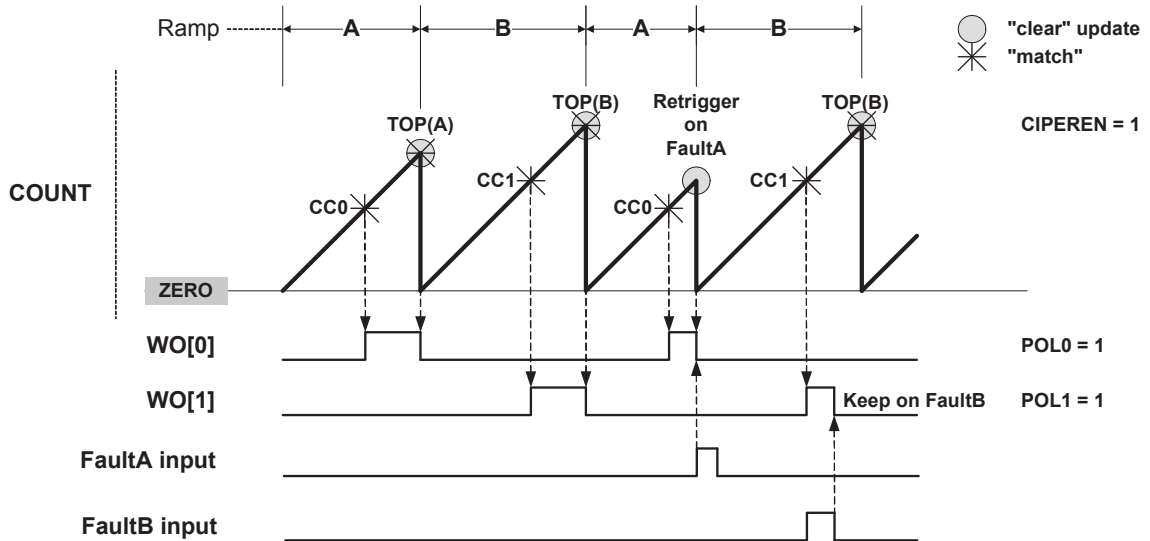 Ramp A B A B
"clear" update
"match"
TOP(A) TOP(B) Retrigger on FaultA TOP(B)
CIPEREN = 1
COUNT
CC0 CC1 CC0 CC1
ZERO
WO[0] POL0 = 1
WO[1] Keep on FaultB POL1 = 1
FaultA input
FaultB input